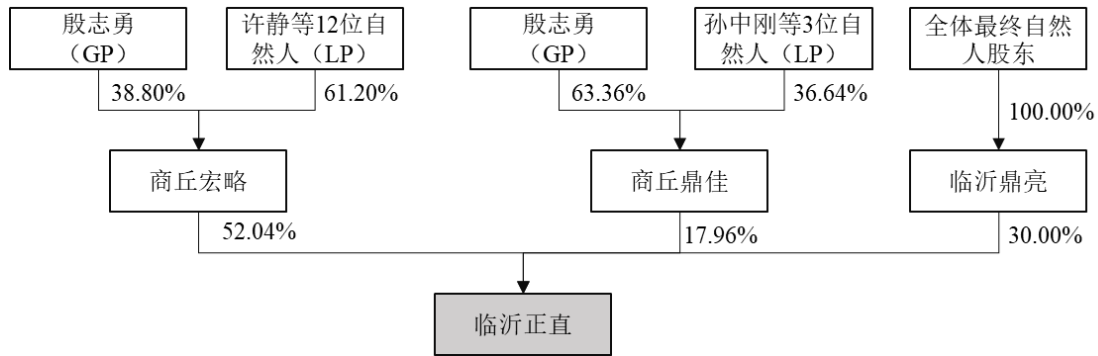 殷志勇
（GP）
许静等12位自
然人（LP）
殷志勇
（GP）
孙中刚等3位自
然人（LP）
全体最终自然
人股东
38.80%
61.20%
63.36%
36.64%
100.00%
商丘宏略
商丘鼎佳
临沂鼎亮
52.04%
17.96%
30.00%
临沂正直